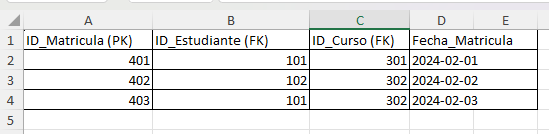 A B C D E
1 ID_Matricula (PK) ID_Estudiante (FK) ID_Curso (FK) Fecha_Matricula
2 401 101 301 2024-02-01
3 402 102 302 2024-02-02
4 403 101 302 2024-02-03
5